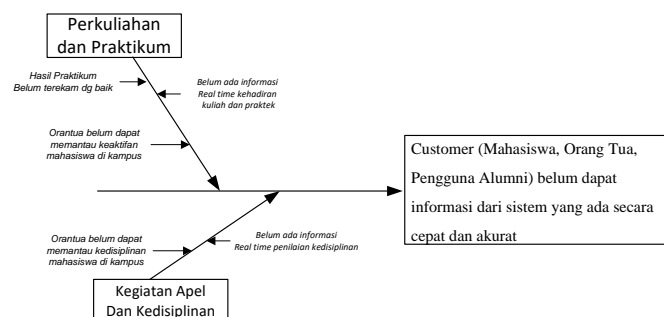 Perkuliahan
dan Praktikum
Hasil Praktikum
Belum terekam dg baik
Belum ada informasi
Real time kehadiran
kuliah dan praktek
Orantua belum dapat
memantau keaktifan
mahasiswa di kampus
Customer (Mahasiswa, Orang Tua,
Pengguna Alumni) belum dapat
informasi dari sistem yang ada secara
cepat dan akurat
Orantua belum dapat
memantau kedisiplinan
mahasiswa di kampus
Belum ada informasi
Real time penilaian kedisiplinan
Kegiatan Apel
Dan Kedisiplinan